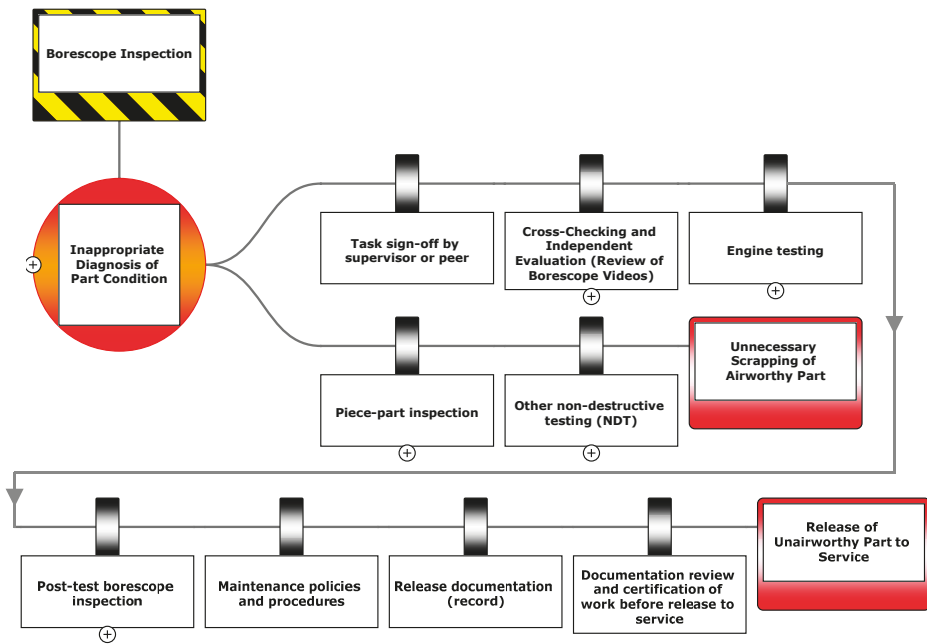 Borescope Inspection
Inappropriate
Diagnosis of
Part Condition
Task sign-off by
supervisor or peer
Cross-Checking and
Independent
Evaluation (Review of
Borescope Videos)
Engine testing
Piece-part inspection
Other non-destructive
testing (NDT)
Unnecessary
Scrapping of
Airworthy Part
Post-test borescope
inspection
Maintenance policies
and procedures
Release documentation
(record)
Documentation review
and certification of
work before release to
service
Release of
Unairworthy Part to
Service